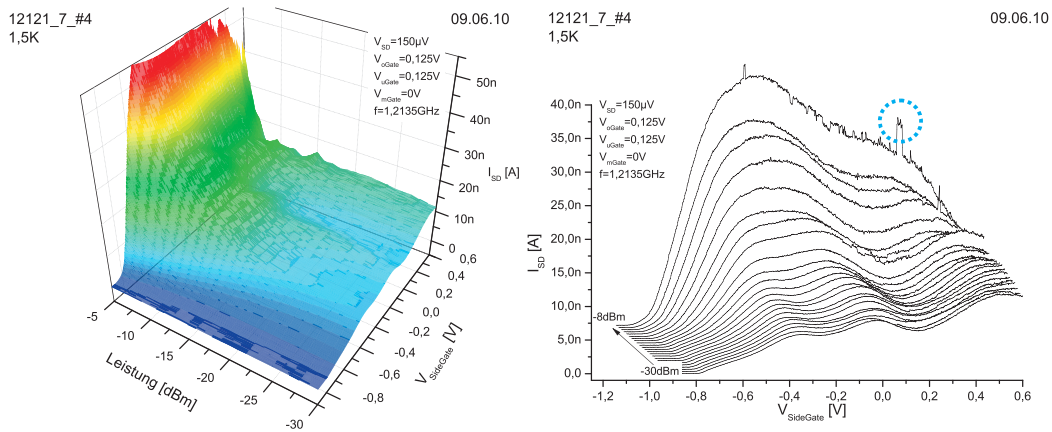 12121_7_#4
1,5K
09.06.10
V_SD=150µV
V_oGate=0,125V
V_uGate=0,125V
V_mGate=0V
f=1,2135GHz
50n
40n
30n
I_SD [A]
20n
10n
0
0,6
0,4
0,2
0,0
-0,2
-0,4
-0,6
-0,8
V_SideGate [V]
-5
-10
-15
-20
-25
-30
Leistung [dBm]
12121_7_#4
1,5K
09.06.10
V_SD=150µV
V_oGate=0,125V
V_uGate=0,125V
V_mGate=0V
f=1,2135GHz
40,0n
35,0n
30,0n
25,0n
20,0n
15,0n
10,0n
5,0n
0,0
I_SD [A]
-8dBm
-30dBm
-1,2 -1,0 -0,8 -0,6 -0,4 -0,2 0,0 0,2 0,4 0,6
V_SideGate [V]